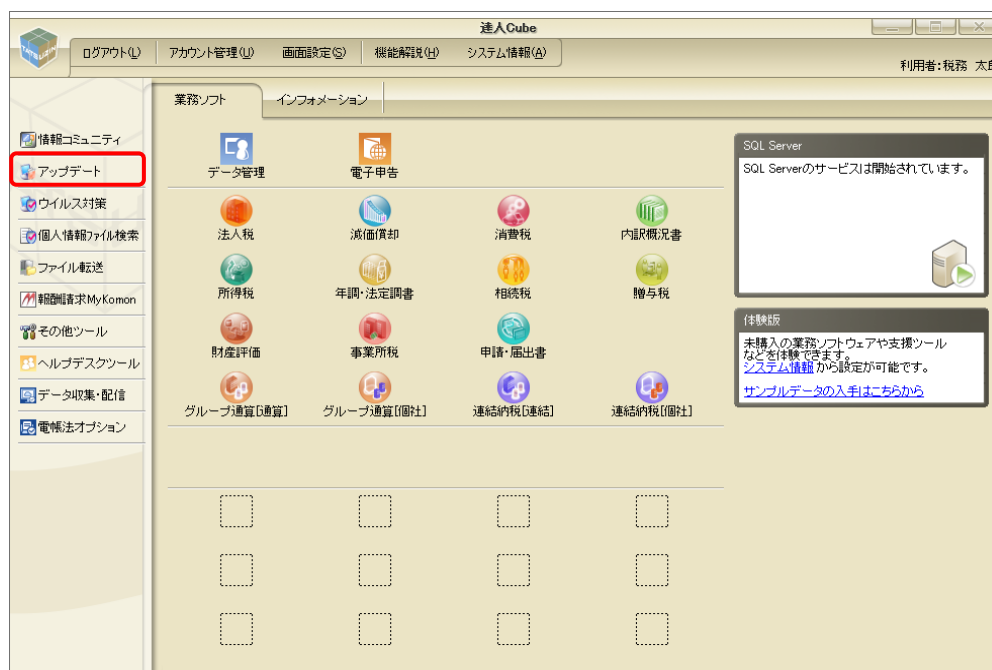 達人Cube
ログアウト(L) アカウント管理(U) 画面設定(S) 機能解説(H) システム情報(A)
利用者:税務 太郎
業務ソフト インフォメーション
情報コミュニティ
アップデート
ウイルス対策
個人情報ファイル検索
ファイル転送
報酬請求MyKomon
その他ツール
ヘルプデスクツール
データ収集・配信
電帳法オプション
データ管理 電子申告
法人税 減価償却 消費税 内訳概況書
所得税 年調・法定調書 相続税 贈与税
財産評価 事業所税 申請・届出書
グループ通算[通算] グループ通算[個社] 連結納税[連結] 連結納税[個社]
SQL Server
SQL Serverのサービスは開始されています。
体験版
未購入の業務ソフトウェアや支援ツール
などを体験できます。
システム情報 から設定が可能です。
サンプルデータの入手はこちらから